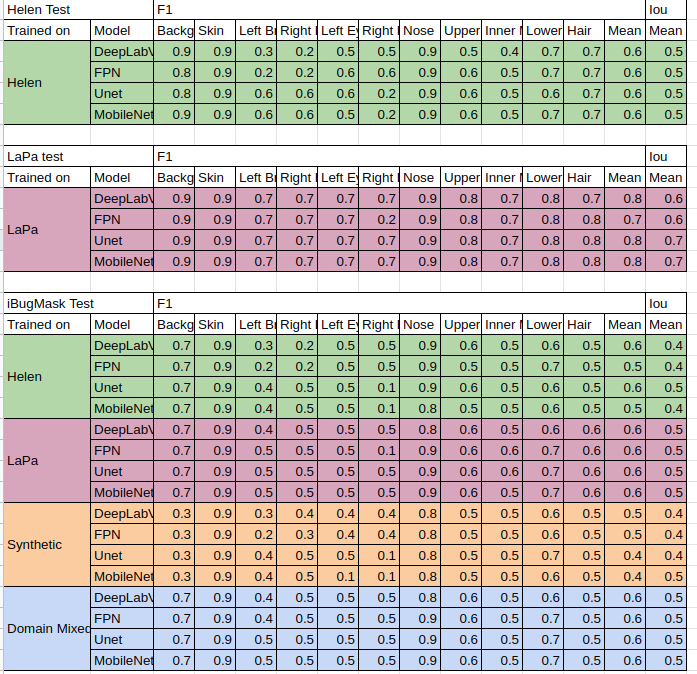 Helen Test F1 Iou
Trained on Model Backg Skin Left Br Right Left Ey Right Nose Upper Inner Lower Hair Mean Mean
Helen
DeepLabV 0.9 0.9 0.3 0.2 0.5 0.5 0.9 0.5 0.4 0.7 0.7 0.6 0.5
FPN 0.8 0.9 0.2 0.2 0.6 0.6 0.9 0.6 0.5 0.7 0.7 0.6 0.5
Unet 0.8 0.9 0.6 0.6 0.6 0.2 0.9 0.6 0.5 0.6 0.7 0.6 0.5
MobileNet 0.9 0.9 0.6 0.6 0.5 0.2 0.9 0.6 0.5 0.7 0.7 0.6 0.5
LaPa test F1 Iou
Trained on Model Backg Skin Left Br Right Left Ey Right Nose Upper Inner Lower Hair Mean Mean
LaPa
DeepLabV 0.9 0.9 0.7 0.7 0.7 0.7 0.9 0.8 0.7 0.8 0.7 0.8 0.6
FPN 0.9 0.9 0.7 0.7 0.7 0.2 0.9 0.8 0.7 0.8 0.8 0.7 0.6
Unet 0.9 0.9 0.7 0.7 0.7 0.7 0.9 0.8 0.7 0.8 0.8 0.8 0.7
MobileNet 0.9 0.9 0.7 0.7 0.7 0.7 0.9 0.8 0.7 0.8 0.8 0.8 0.7
iBugMask Test F1 Iou
Trained on Model Backg Skin Left Br Right Left Ey Right Nose Upper Inner Lower Hair Mean Mean
Helen
DeepLabV 0.7 0.9 0.3 0.2 0.5 0.5 0.9 0.6 0.5 0.6 0.5 0.6 0.4
FPN 0.7 0.9 0.2 0.2 0.5 0.5 0.9 0.6 0.5 0.7 0.5 0.5 0.4
Unet 0.7 0.9 0.4 0.5 0.5 0.1 0.9 0.6 0.5 0.6 0.6 0.6 0.5
MobileNet 0.7 0.9 0.4 0.5 0.5 0.1 0.8 0.6 0.5 0.6 0.5 0.5 0.4
LaPa
DeepLabV 0.7 0.9 0.4 0.5 0.5 0.5 0.8 0.6 0.5 0.6 0.6 0.6 0.5
FPN 0.7 0.9 0.5 0.5 0.5 0.1 0.9 0.6 0.6 0.7 0.6 0.6 0.5
Unet 0.7 0.9 0.5 0.5 0.5 0.5 0.9 0.6 0.6 0.7 0.6 0.6 0.5
MobileNet 0.7 0.9 0.5 0.5 0.5 0.5 0.9 0.6 0.5 0.7 0.6 0.6 0.5
Synthetic
DeepLabV 0.3 0.9 0.3 0.4 0.4 0.4 0.8 0.5 0.5 0.6 0.5 0.5 0.4
FPN 0.3 0.9 0.2 0.3 0.4 0.4 0.8 0.5 0.5 0.6 0.5 0.5 0.4
Unet 0.3 0.9 0.4 0.5 0.5 0.1 0.8 0.5 0.5 0.7 0.5 0.4 0.4
MobileNet 0.3 0.9 0.4 0.5 0.1 0.1 0.8 0.5 0.5 0.6 0.5 0.4 0.5
Domain Mixed
DeepLabV 0.7 0.9 0.4 0.5 0.5 0.5 0.8 0.6 0.5 0.6 0.5 0.6 0.5
FPN 0.7 0.9 0.4 0.5 0.5 0.5 0.9 0.6 0.5 0.7 0.5 0.6 0.5
Unet 0.7 0.9 0.5 0.5 0.5 0.5 0.9 0.6 0.5 0.7 0.5 0.6 0.5
MobileNet 0.7 0.9 0.5 0.5 0.5 0.5 0.9 0.6 0.5 0.7 0.5 0.6 0.5